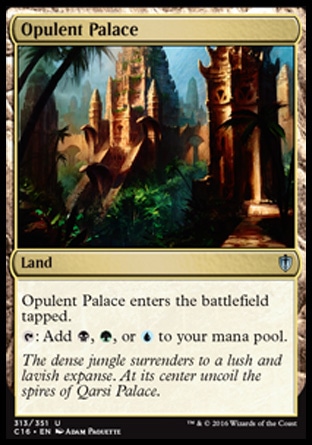 Opulent Palace
Land
Opulent Palace enters the battlefield
tapped.
: Add , , or to your mana pool.
The dense jungle surrenders to a lush and
lavish expanse. At its center uncoil the
spires of Qarsi Palace.
313/351 U
C16 • EN Adam Paquette
™ & © 2016 Wizards of the Coast